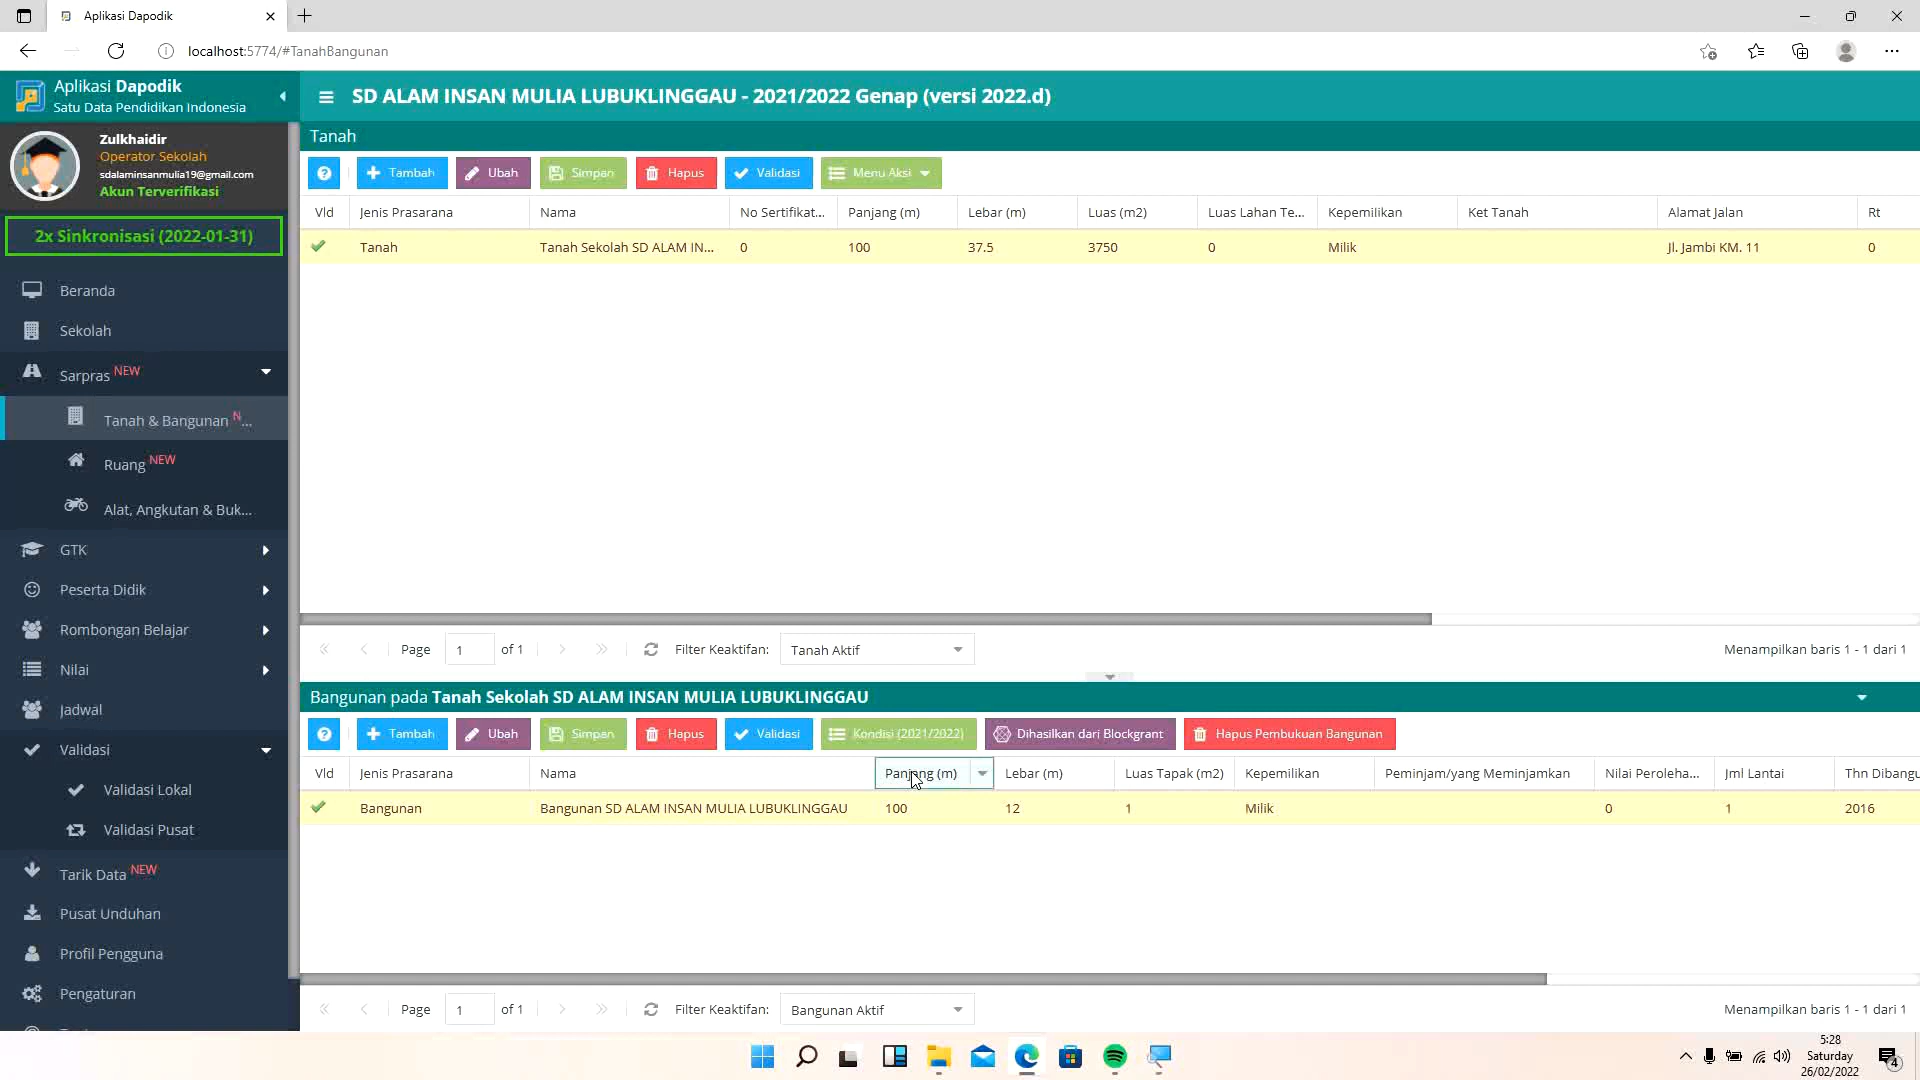 Aplikasi Dapodik
localhost:5774/#TanahBangunan
Aplikasi Dapodik
Satu Data Pendidikan Indonesia
SD ALAM INSAN MULIA LUBUKLINGGAU - 2021/2022 Genap (versi 2022.d)
Zulkhaidir
Operator Sekolah
sdalaminsanmulia19@gmail.com
Akun Terverifikasi
2x Sinkronisasi (2022-01-31)
Beranda
Sekolah
Sarpras NEW
Tanah & Bangunan N...
Ruang NEW
Alat, Angkutan & Buk...
GTK
Peserta Didik
Rombongan Belajar
Nilai
Jadwal
Validasi
Validasi Lokal
Validasi Pusat
Tarik Data NEW
Pusat Unduhan
Profil Pengguna
Pengaturan
Tanah
? Tambah Ubah Simpan Hapus Validasi Menu Aksi
Vld Jenis Prasarana Nama No Sertifikat... Panjang (m) Lebar (m) Luas (m2) Luas Lahan Te... Kepemilikan Ket Tanah Alamat Jalan Rt
Tanah Tanah Sekolah SD ALAM IN... 0 100 37.5 3750 0 Milik Jl. Jambi KM. 11 0
Page 1 of 1 Filter Keaktifan: Tanah Aktif Menampilkan baris 1 - 1 dari 1
Bangunan pada Tanah Sekolah SD ALAM INSAN MULIA LUBUKLINGGAU
? Tambah Ubah Simpan Hapus Validasi Kondisi (2021/2022) Dihasilkan dari Blockgrant Hapus Pembukuan Bangunan
Vld Jenis Prasarana Nama Panjang (m) Lebar (m) Luas Tapak (m2) Kepemilikan Peminjam/yang Meminjamkan Nilai Peroleha... Jml Lantai Thn Dibangu
Bangunan Bangunan SD ALAM INSAN MULIA LUBUKLINGGAU 100 12 1 Milik 0 1 2016
Page 1 of 1 Filter Keaktifan: Bangunan Aktif Menampilkan baris 1 - 1 dari 1
5:28
Saturday
26/02/2022
4